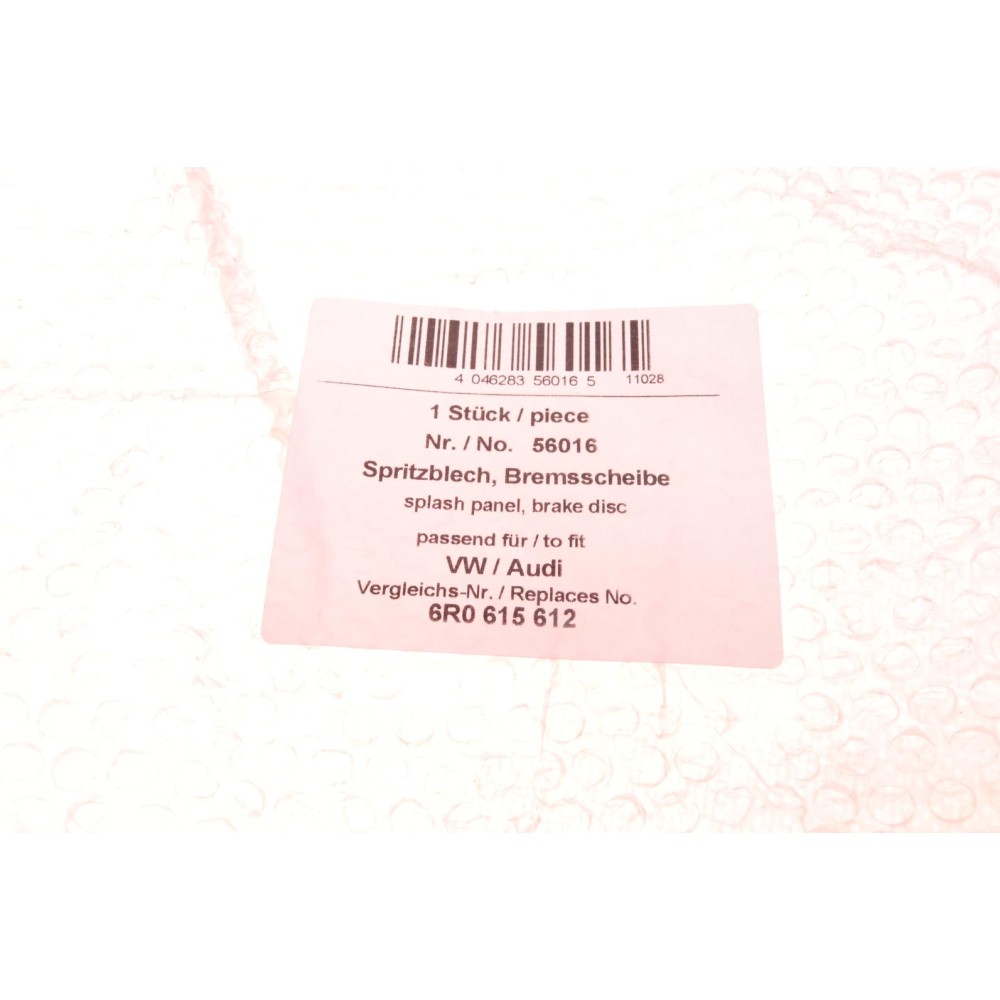 4 046283 56016 5 11028
1 Stück / piece
Nr. / No. 56016
Spritzblech, Bremsscheibe
splash panel, brake disc
passend für / to fit
VW / Audi
Vergleichs-Nr. / Replaces No.
6R0 615 612